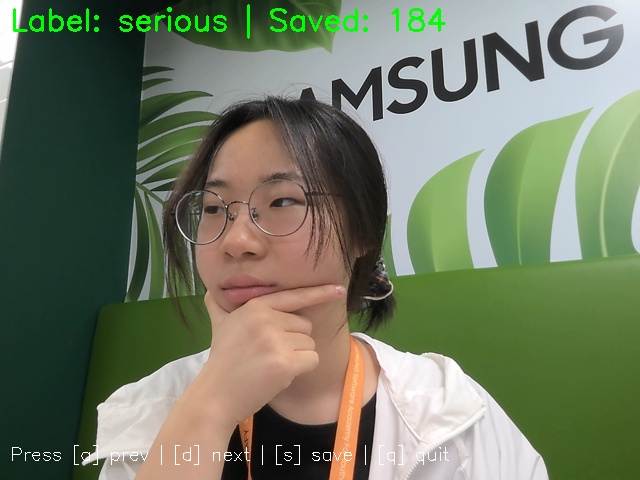 Label: serious | Saved: 184
AMSUNG
Press [a] prev | [d] next | [s] save | [q] quit